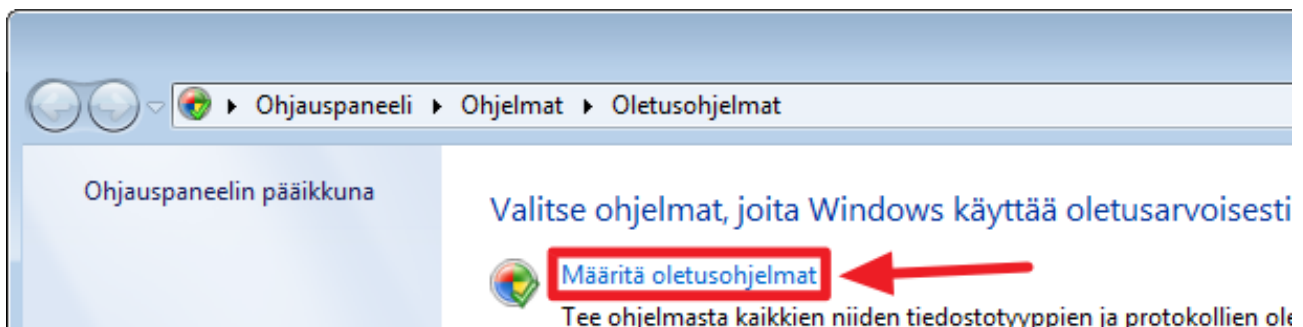 Ohjauspaneeli Ohjelmat Oletusohjelmat
Ohjauspaneelin pääikkuna
Valitse ohjelmat, joita Windows käyttää oletusarvoisesti
Määritä oletusohjelmat
Tee ohjelmasta kaikkien niiden tiedostotyyppien ja protokollien